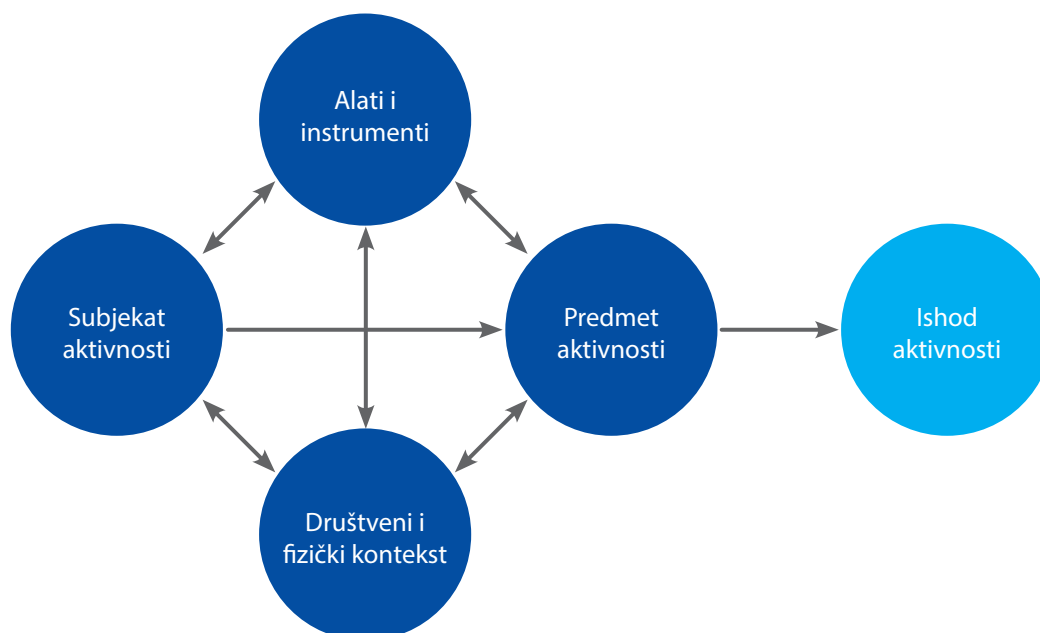 Alati i
instrumenti
Subjekat
aktivnosti
Predmet
aktivnosti
Ishod
aktivnosti
Društveni i
fizički kontekst